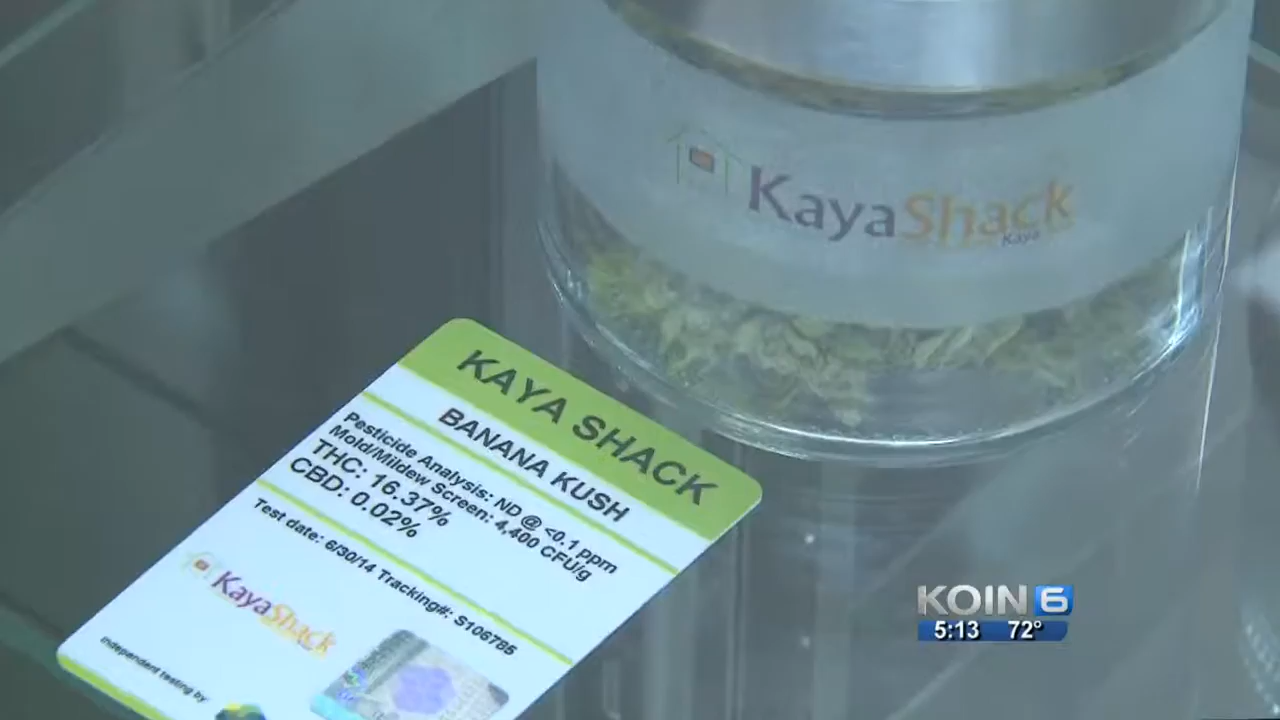 KayaShack
Kaya
KAYA SHACK
BANANA KUSH
Pesticide Analysis: ND @ <0.1 ppm
Mold/Mildew Screen: 4,400 CFU/g
THC: 16.37%
CBD: 0.02%
Test date: 6/30/14 Tracking#: S106785
KayaShack
Independent testing by
KOIN 6
5:13 72°